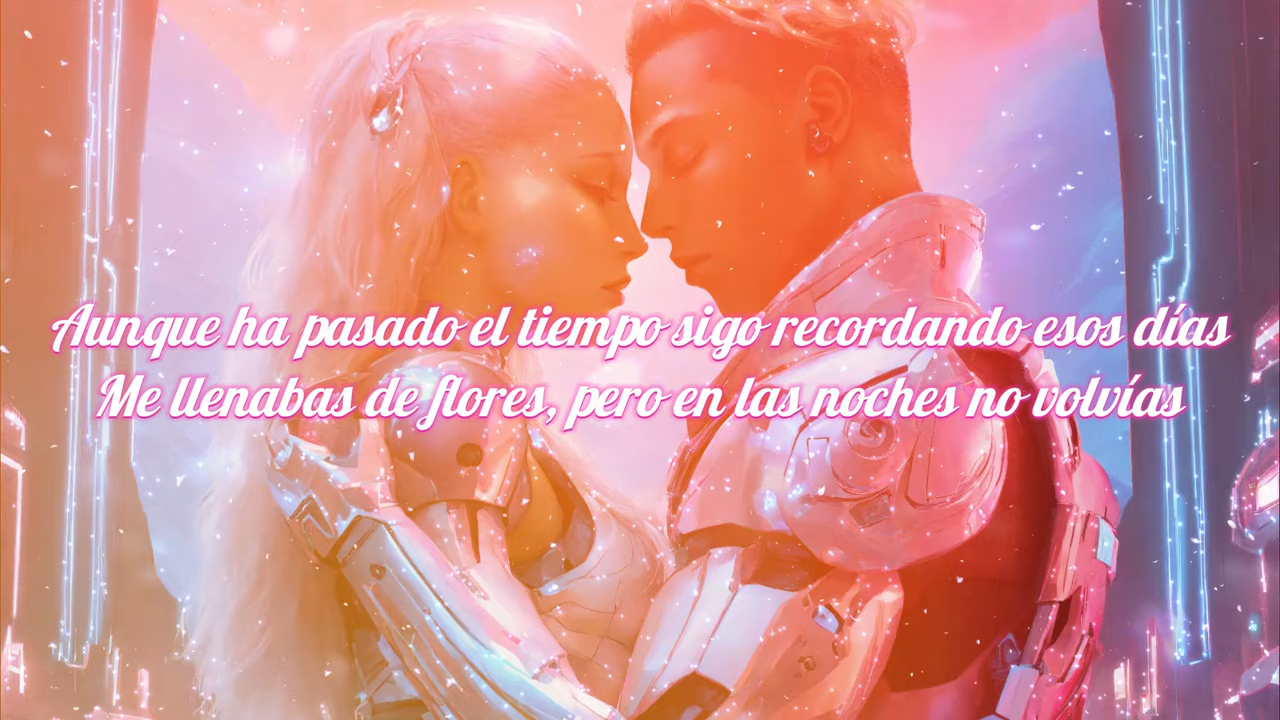 Aunque ha pasado el tiempo sigo recordando esos días
Me llenabas de flores, pero en las noches no volvías